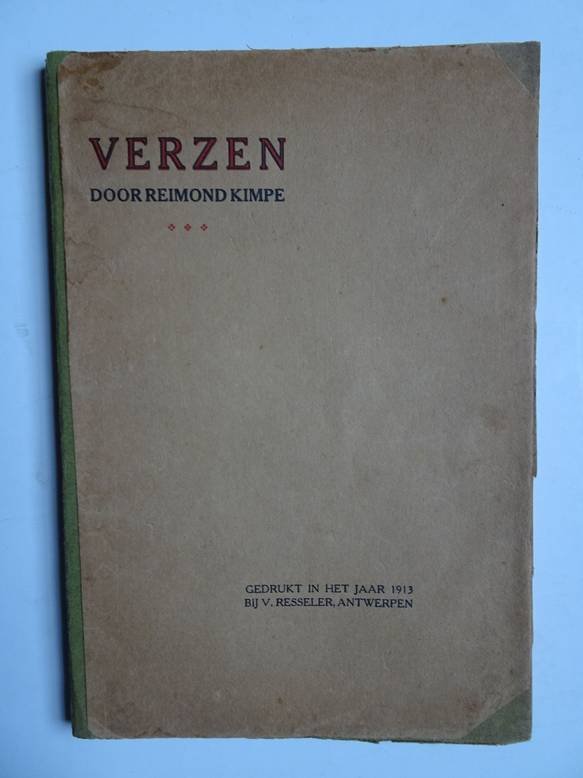 VERZEN
DOOR REIMOND KIMPE
GEDRUKT IN HET JAAR 1913
BIJ V. RESSELER, ANTWERPEN